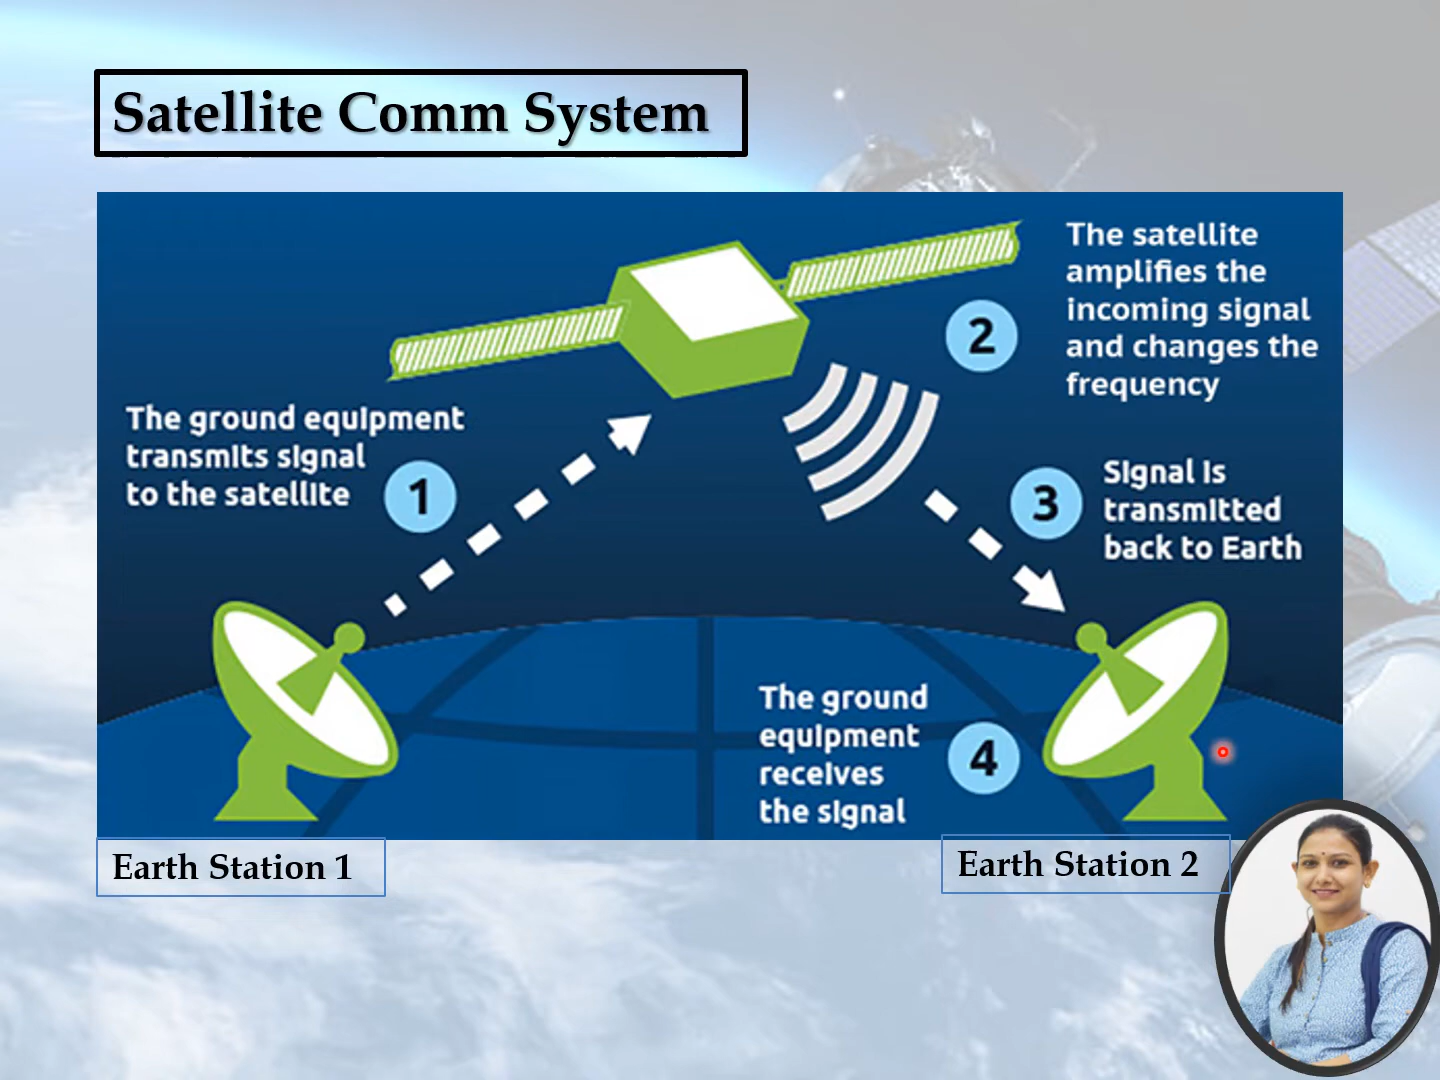 Satellite Comm System
The satellite
amplifies the
incoming signal
and changes the
frequency
2
The ground equipment
transmits signal
to the satellite
1
Signal is
transmitted
back to Earth
3
The ground
equipment
receives
the signal
4
Earth Station 1
Earth Station 2